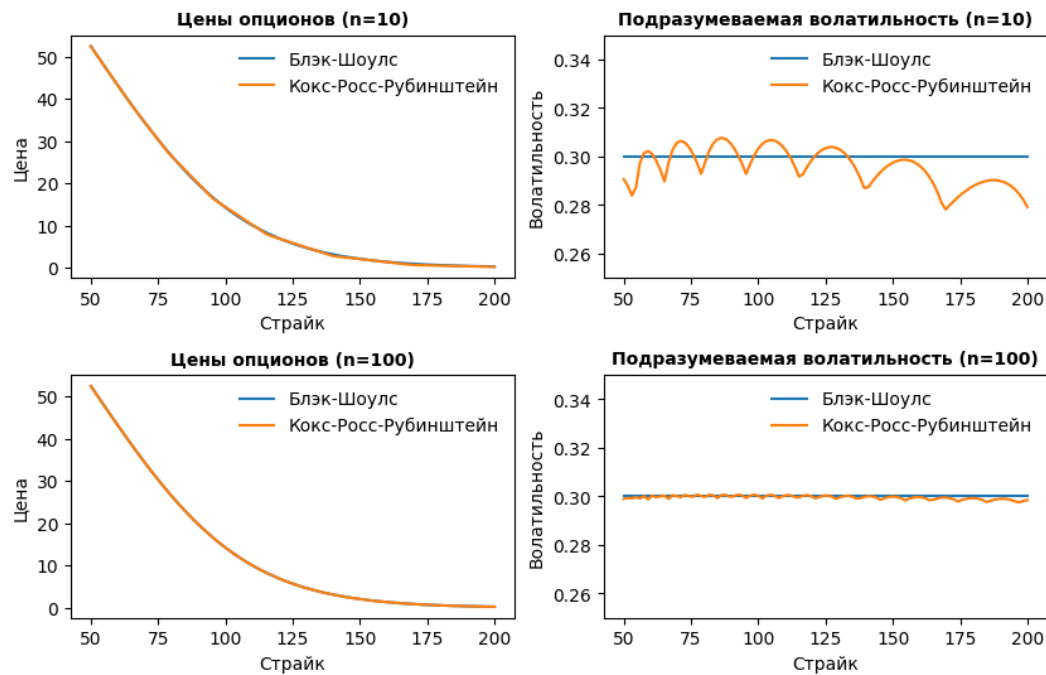 Цены опционов (n=10)
Цена
50
40
30
20
10
0
Блэк-Шоулс
Кокс-Росс-Рубинштейн
50 75 100 125 150 175 200
Страйк
Подразумеваемая волатильность (n=10)
Волатильность
0.34
0.32
0.30
0.28
0.26
Блэк-Шоулс
Кокс-Росс-Рубинштейн
50 75 100 125 150 175 200
Страйк
Цены опционов (n=100)
Цена
50
40
30
20
10
0
Блэк-Шоулс
Кокс-Росс-Рубинштейн
50 75 100 125 150 175 200
Страйк
Подразумеваемая волатильность (n=100)
Волатильность
0.34
0.32
0.30
0.28
0.26
Блэк-Шоулс
Кокс-Росс-Рубинштейн
50 75 100 125 150 175 200
Страйк